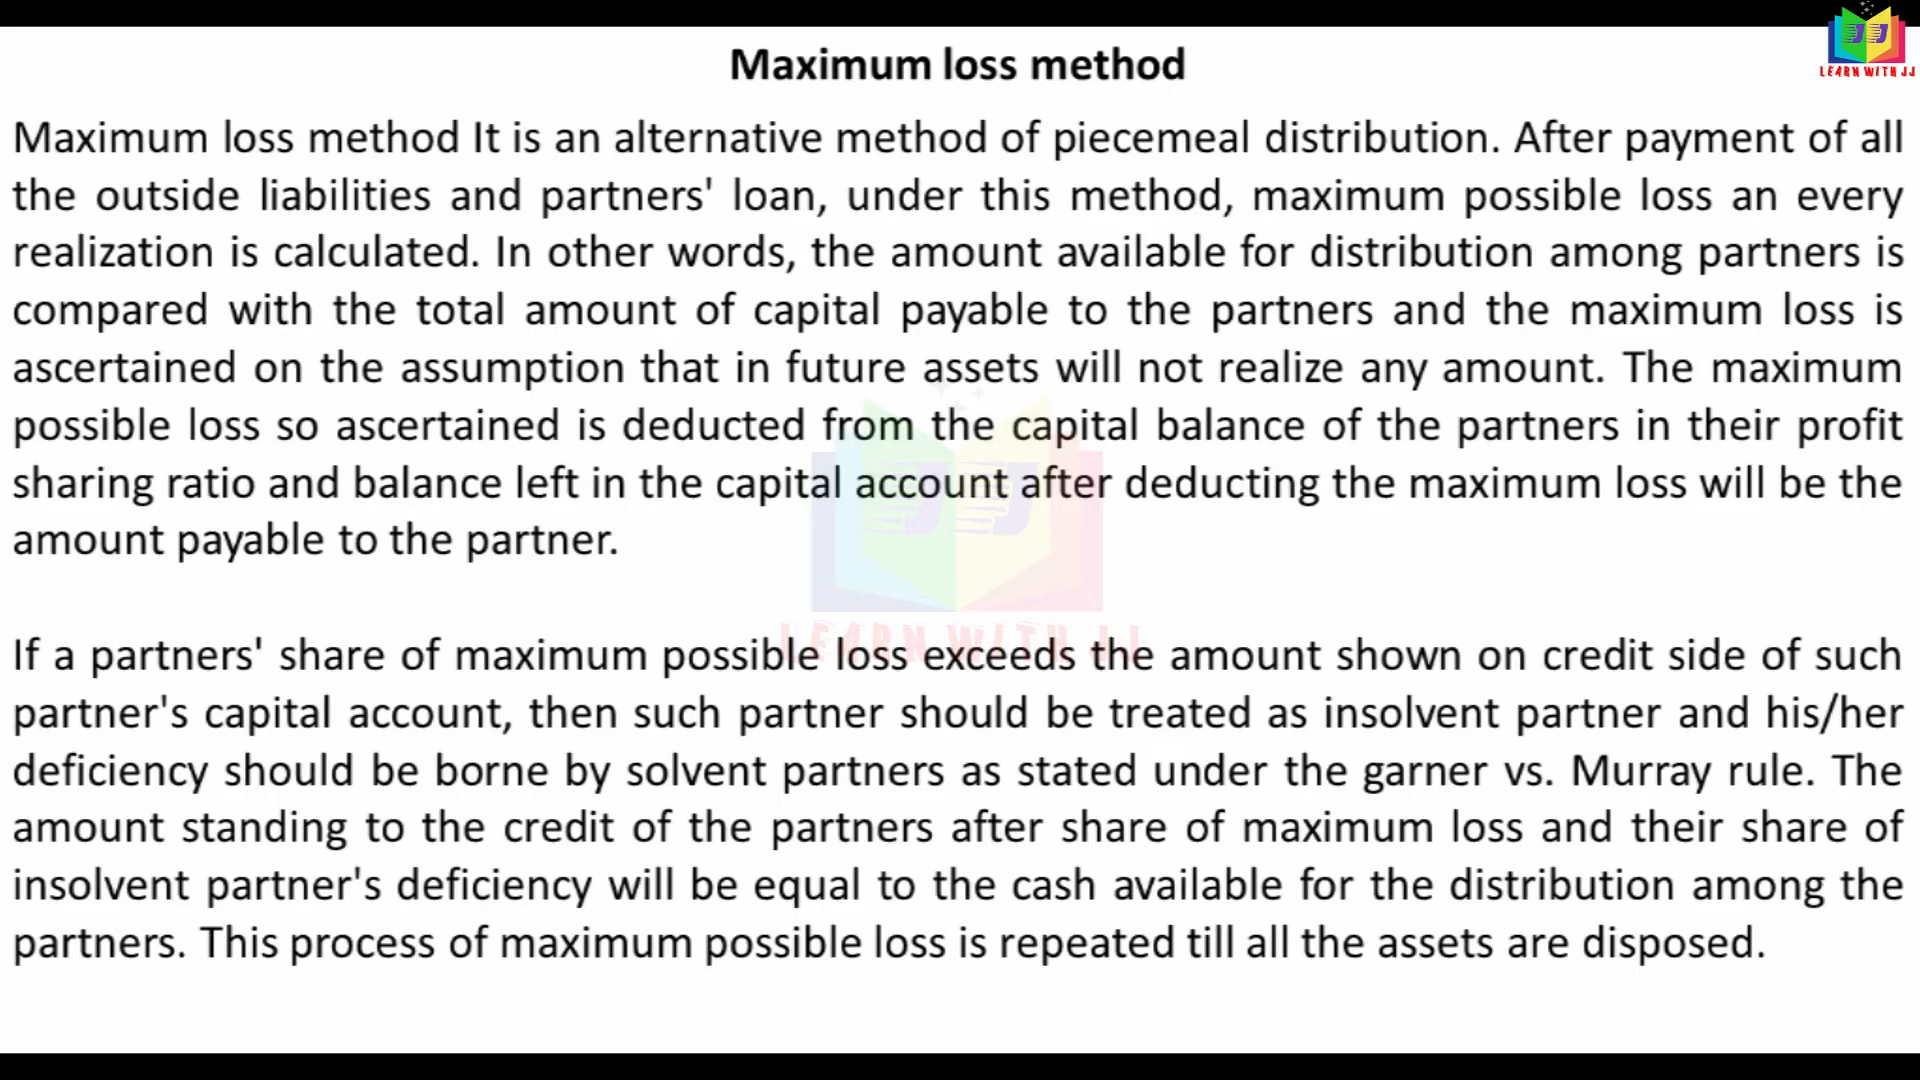 Maximum loss method
LEARN WITH JJ
Maximum loss method It is an alternative method of piecemeal distribution. After payment of all
the outside liabilities and partners' loan, under this method, maximum possible loss an every
realization is calculated. In other words, the amount available for distribution among partners is
compared with the total amount of capital payable to the partners and the maximum loss is
ascertained on the assumption that in future assets will not realize any amount. The maximum
possible loss so ascertained is deducted from the capital balance of the partners in their profit
sharing ratio and balance left in the capital account after deducting the maximum loss will be the
amount payable to the partner.
LEARN WITH JJ
If a partners' share of maximum possible loss exceeds the amount shown on credit side of such
partner's capital account, then such partner should be treated as insolvent partner and his/her
deficiency should be borne by solvent partners as stated under the garner vs. Murray rule. The
amount standing to the credit of the partners after share of maximum loss and their share of
insolvent partner's deficiency will be equal to the cash available for the distribution among the
partners. This process of maximum possible loss is repeated till all the assets are disposed.